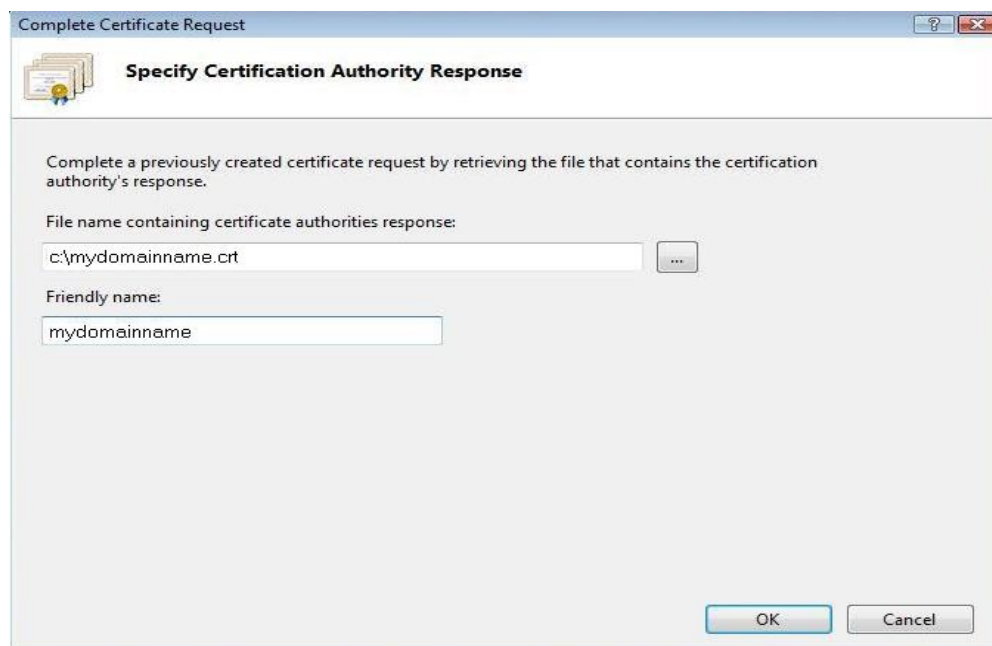 Complete Certificate Request
?
Specify Certification Authority Response
Complete a previously created certificate request by retrieving the file that contains the certification
authority's response.
File name containing certificate authorities response:
c:\mydomainname.crt
...
Friendly name:
mydomainname
OK Cancel